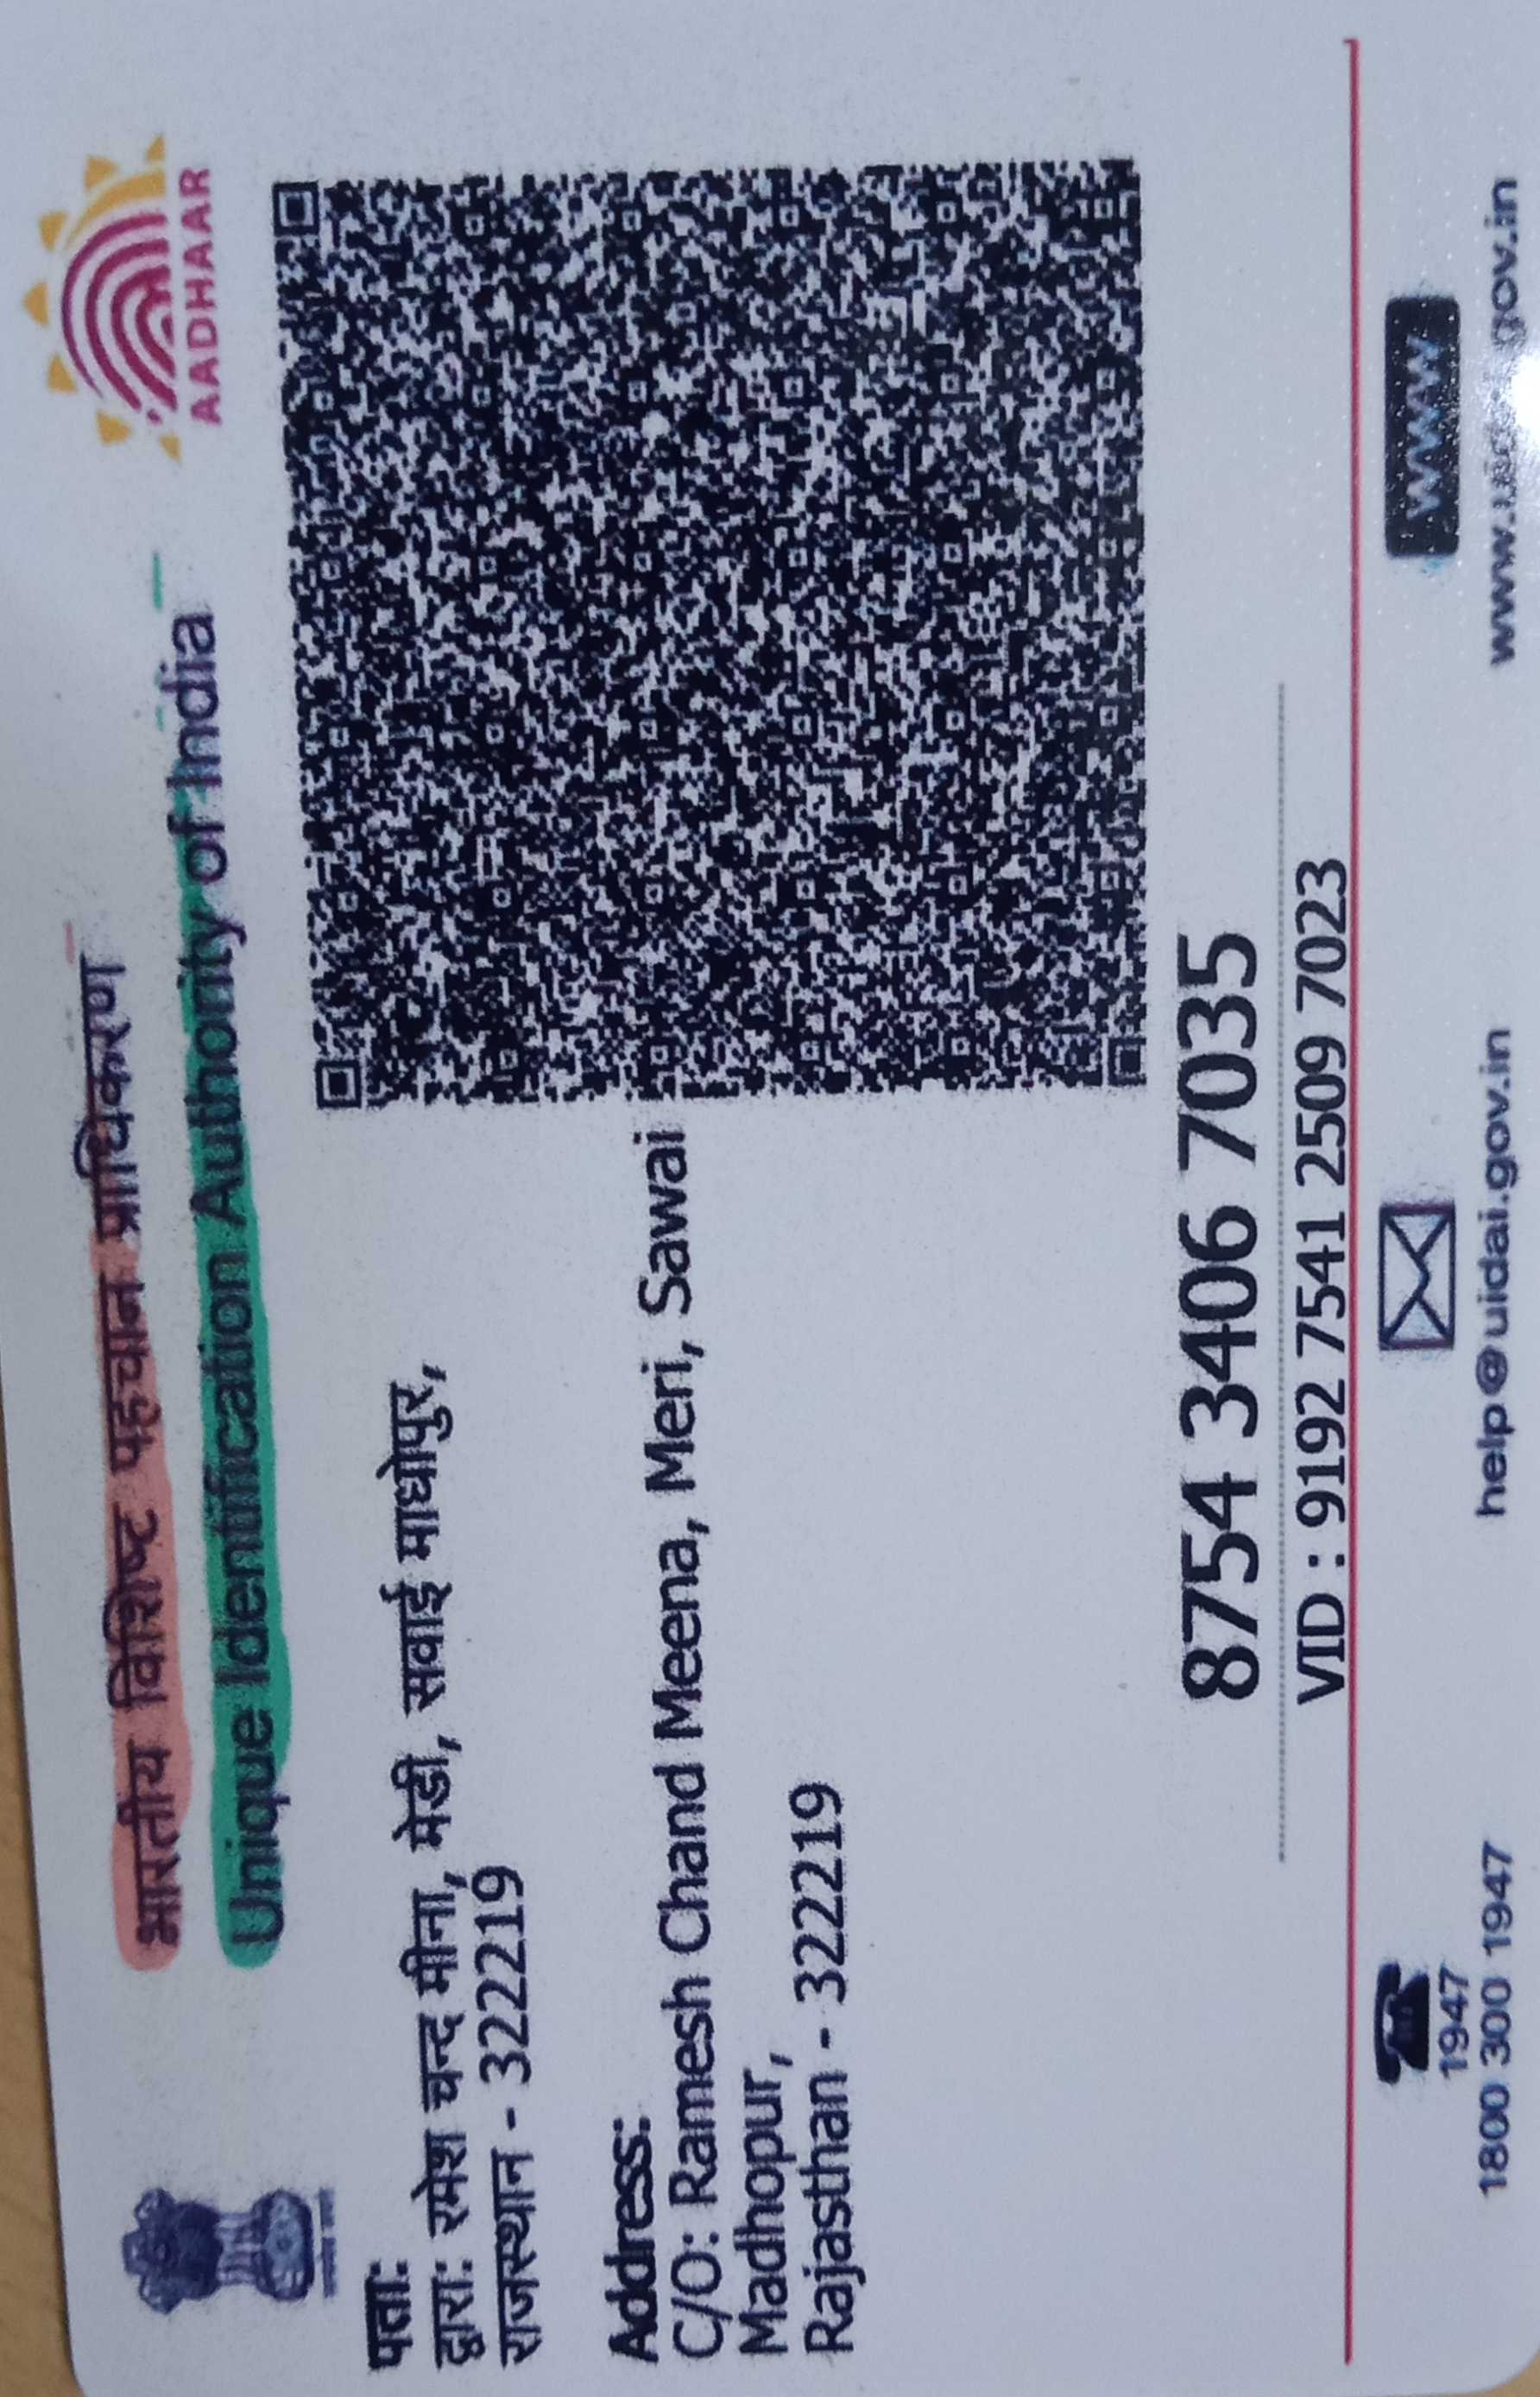 भारतीय विशिष्ट पहचान प्राधिकरण
Unique Identification Authority of India
AADHAAR
पता:
द्वारा: रमेश चन्द मीना, मेडी, सवाई माधोपुर,
राजस्थान - 322219
Address:
C/O: Ramesh Chand Meena, Meri, Sawai
Madhopur,
Rajasthan - 322219
8754 3406 7035
VID : 9192 7541 2509 7023
1947
1800 300 1947
help@uidai.gov.in
www
gov.in